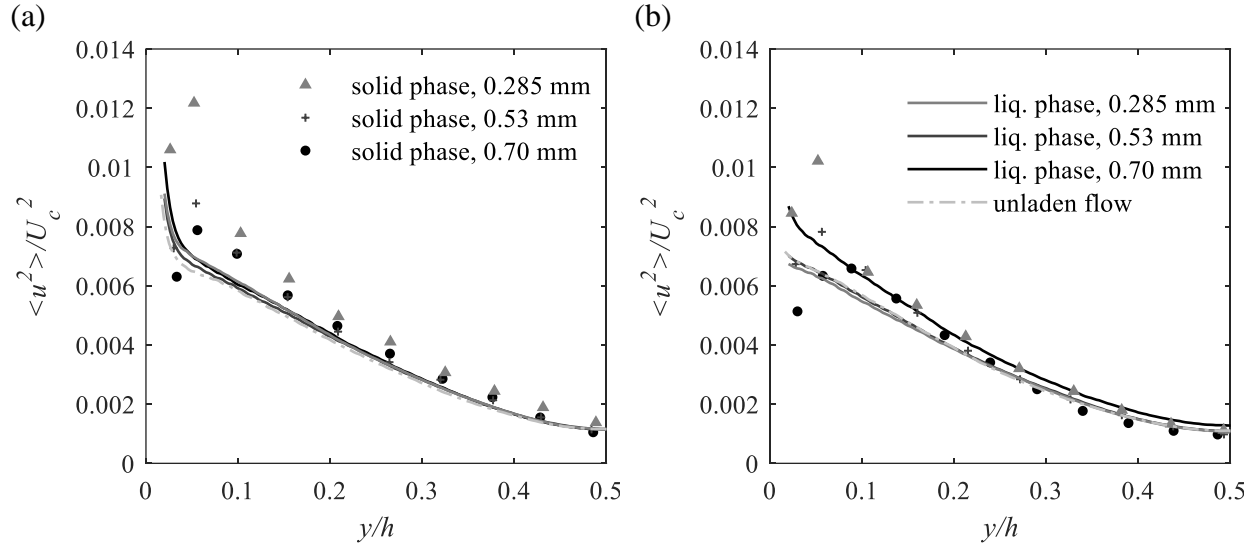 (a)
0.014
0.012
0.01
0.008
0.006
0.004
0.002
0
<u²>/U_c²
solid phase, 0.285 mm
solid phase, 0.53 mm
solid phase, 0.70 mm
0 0.1 0.2 0.3 0.4 0.5
y/h
(b)
0.014
0.012
0.01
0.008
0.006
0.004
0.002
0
<u²>/U_c²
liq. phase, 0.285 mm
liq. phase, 0.53 mm
liq. phase, 0.70 mm
unladen flow
0 0.1 0.2 0.3 0.4 0.5
y/h